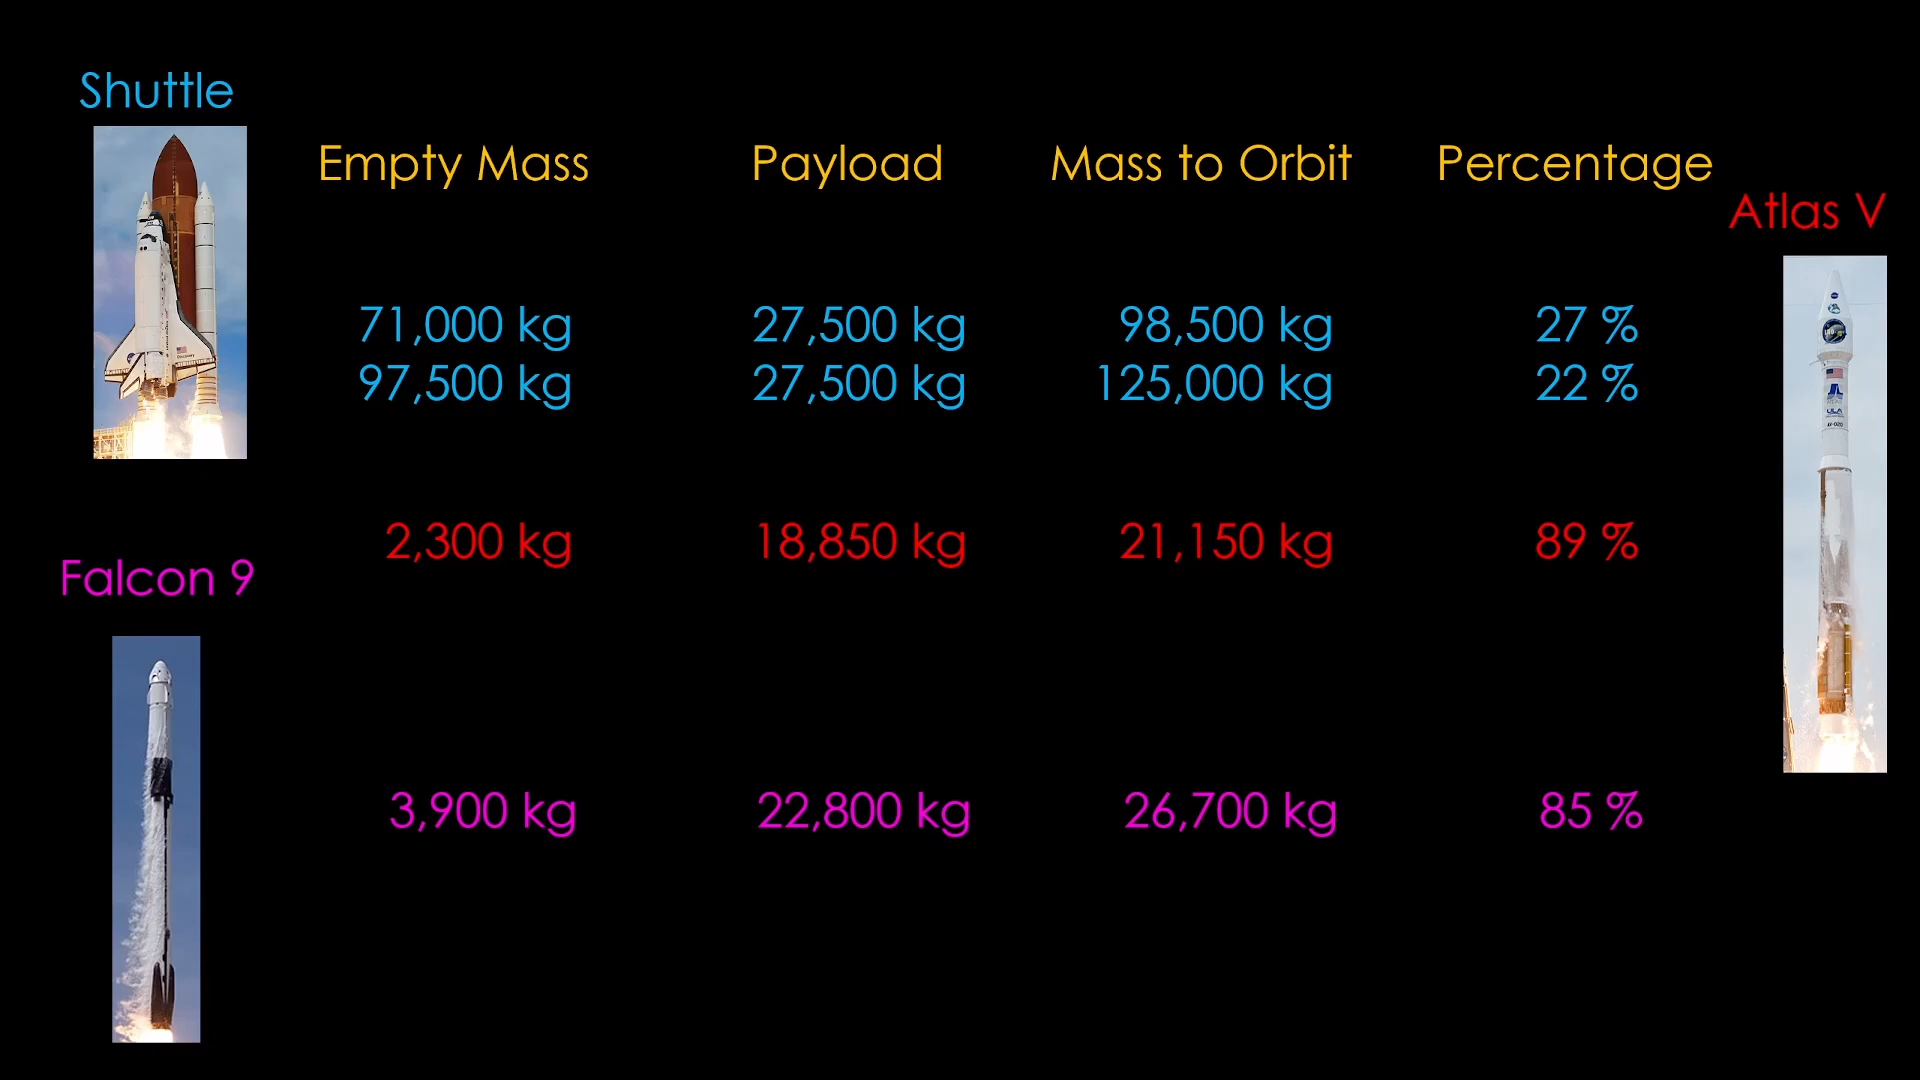 Shuttle
Empty Mass Payload Mass to Orbit Percentage
Atlas V
71,000 kg 27,500 kg 98,500 kg 27 %
97,500 kg 27,500 kg 125,000 kg 22 %
2,300 kg 18,850 kg 21,150 kg 89 %
Falcon 9
3,900 kg 22,800 kg 26,700 kg 85 %
ULA